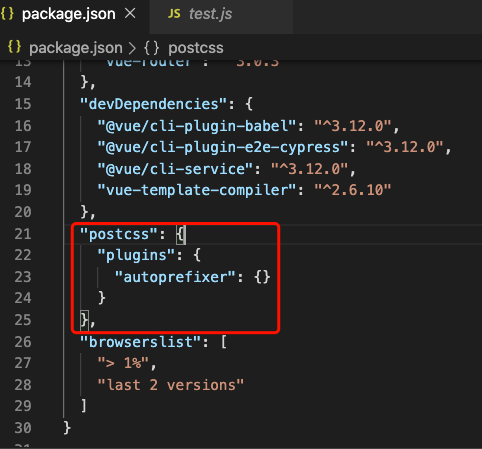 {} package.json ×
JS test.js
{} package.json > {} postcss
13 "vue-router": "^3.0.3"
14 },
15 "devDependencies": {
16 "@vue/cli-plugin-babel": "^3.12.0",
17 "@vue/cli-plugin-e2e-cypress": "^3.12.0",
18 "@vue/cli-service": "^3.12.0",
19 "vue-template-compiler": "^2.6.10"
20 },
21 "postcss": {
22 "plugins": {
23 "autoprefixer": {}
24 }
25 },
26 "browserslist": [
27 "> 1%",
28 "last 2 versions"
29 ]
30 }
31